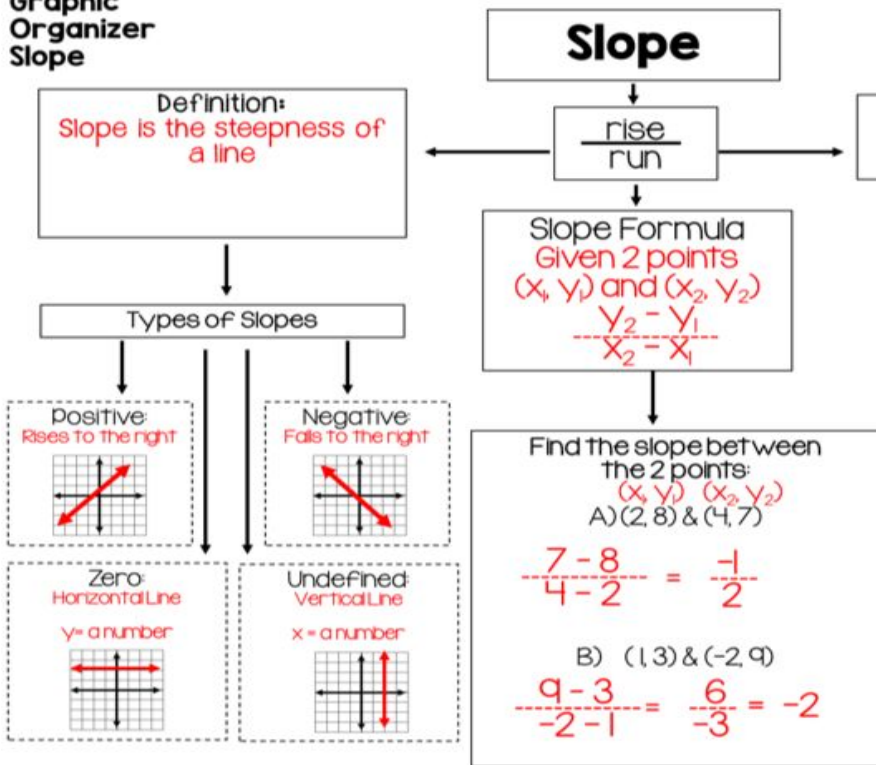 Graphic
Organizer
Slope
Slope
rise
run
Definition:
Slope is the steepness of
a line
Slope Formula
Given 2 points
(x₁, y₁) and (x₂, y₂)
y₂ - y₁
x₂ - x₁
Types of Slopes
Positive:
Rises to the right
Negative:
Falls to the right
Zero:
Horizontal Line
y= a number
Undefined:
Vertical Line
x = a number
Find the slope between
the 2 points:
(x₁, y₁) (x₂, y₂)
A)(2, 8) & (4, 7)
7 - 8
4 - 2
=
-1
2
B) (1, 3) & (-2, 9)
9 - 3
-2 - 1
=
6
-3
= -2